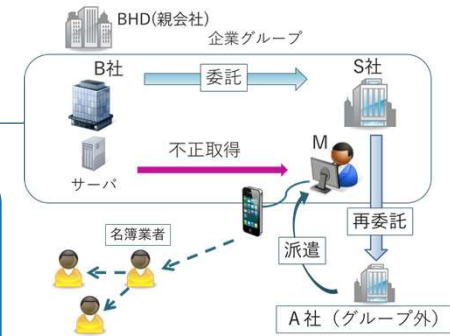 BHD(親会社)
企業グループ
B社
委託
S社
不正取得
M
サーバ
再委託
名簿業者
派遣
A社（グループ外）